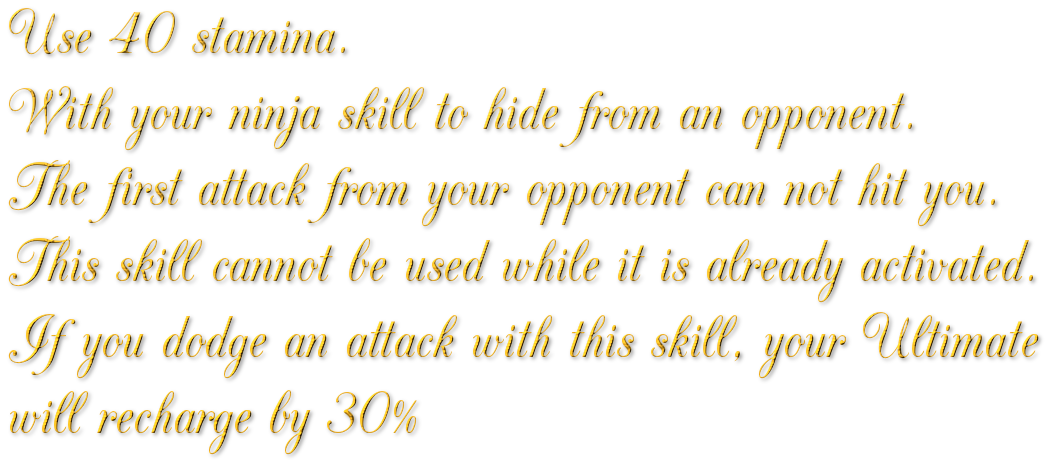 Use 40 stamina.
With your ninja skill to hide from an opponent.
The first attack from your opponent can not hit you.
This skill cannot be used while it is already activated.
If you dodge an attack with this skill, your Ultimate
will recharge by 30%